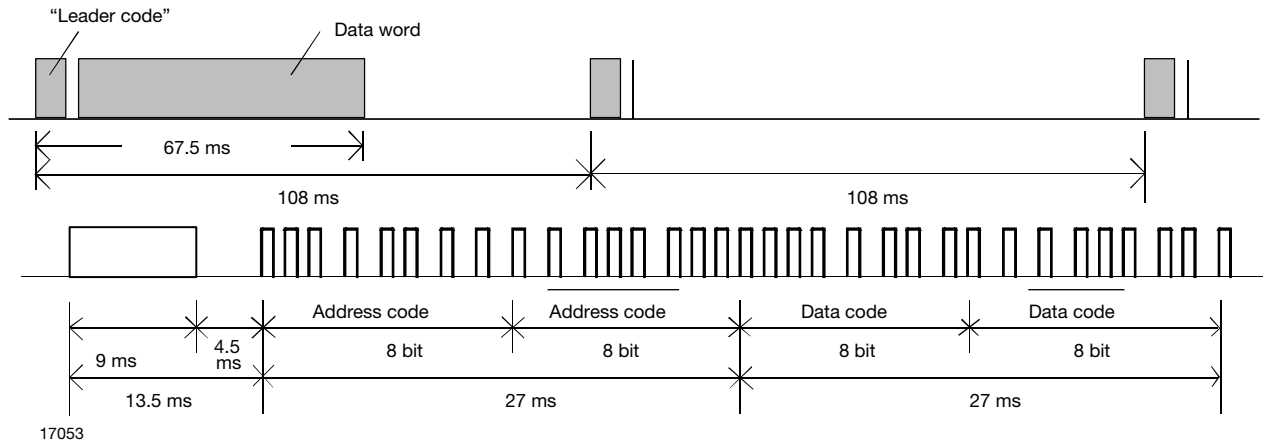 “Leader code”
Data word
67.5 ms
108 ms
108 ms
Address code
Address code
Data code
Data code
9 ms
4.5
ms
8 bit
8 bit
8 bit
8 bit
13.5 ms
27 ms
27 ms
17053